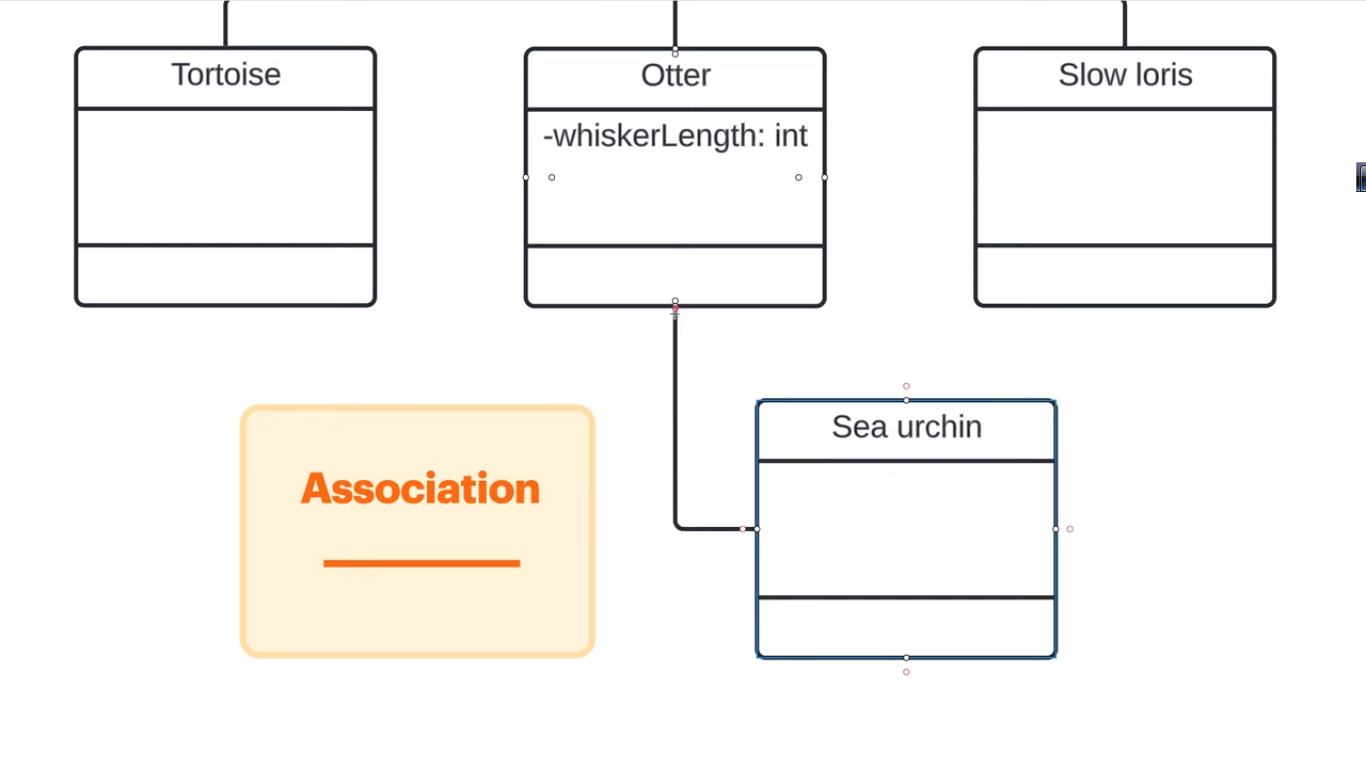 Tortoise
Otter
Slow loris
-whiskerLength: int
Sea urchin
Association